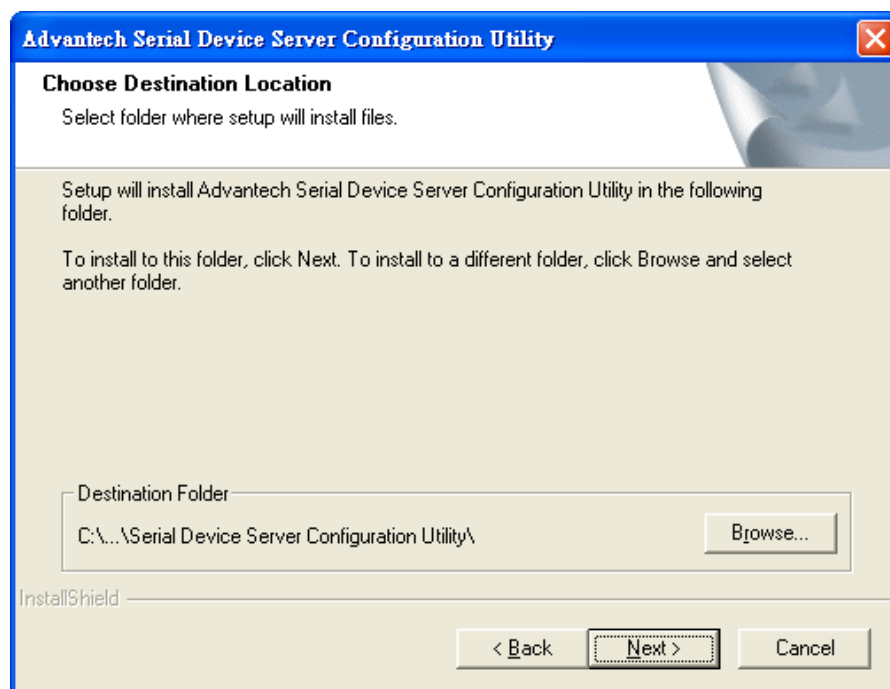 Advantech Serial Device Server Configuration Utility
Choose Destination Location
Select folder where setup will install files.
Setup will install Advantech Serial Device Server Configuration Utility in the following
folder.
To install to this folder, click Next. To install to a different folder, click Browse and select
another folder.
Destination Folder
C:\...\Serial Device Server Configuration Utility\
Browse...
InstallShield
< Back
Next >
Cancel